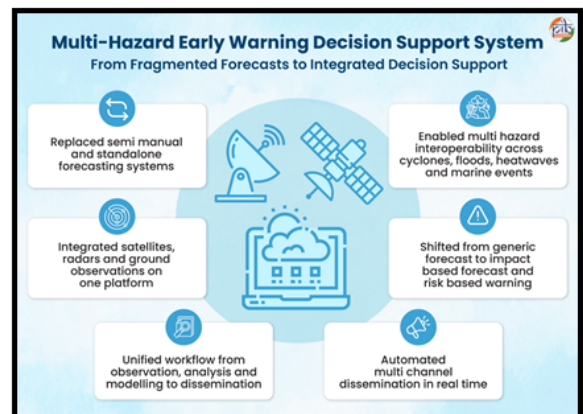 Multi-Hazard Early Warning Decision Support System
From Fragmented Forecasts to Integrated Decision Support
Replaced semi manual
and standalone
forecasting systems
Enabled multi hazard
interoperability across
cyclones, floods, heatwaves
and marine events
Integrated satellites,
radars and ground
observations on
one platform
Shifted from generic
forecast to impact
based forecast and
risk based warning
Unified workflow from
observation, analysis and
modelling to dissemination
Automated
multi channel
dissemination in real time